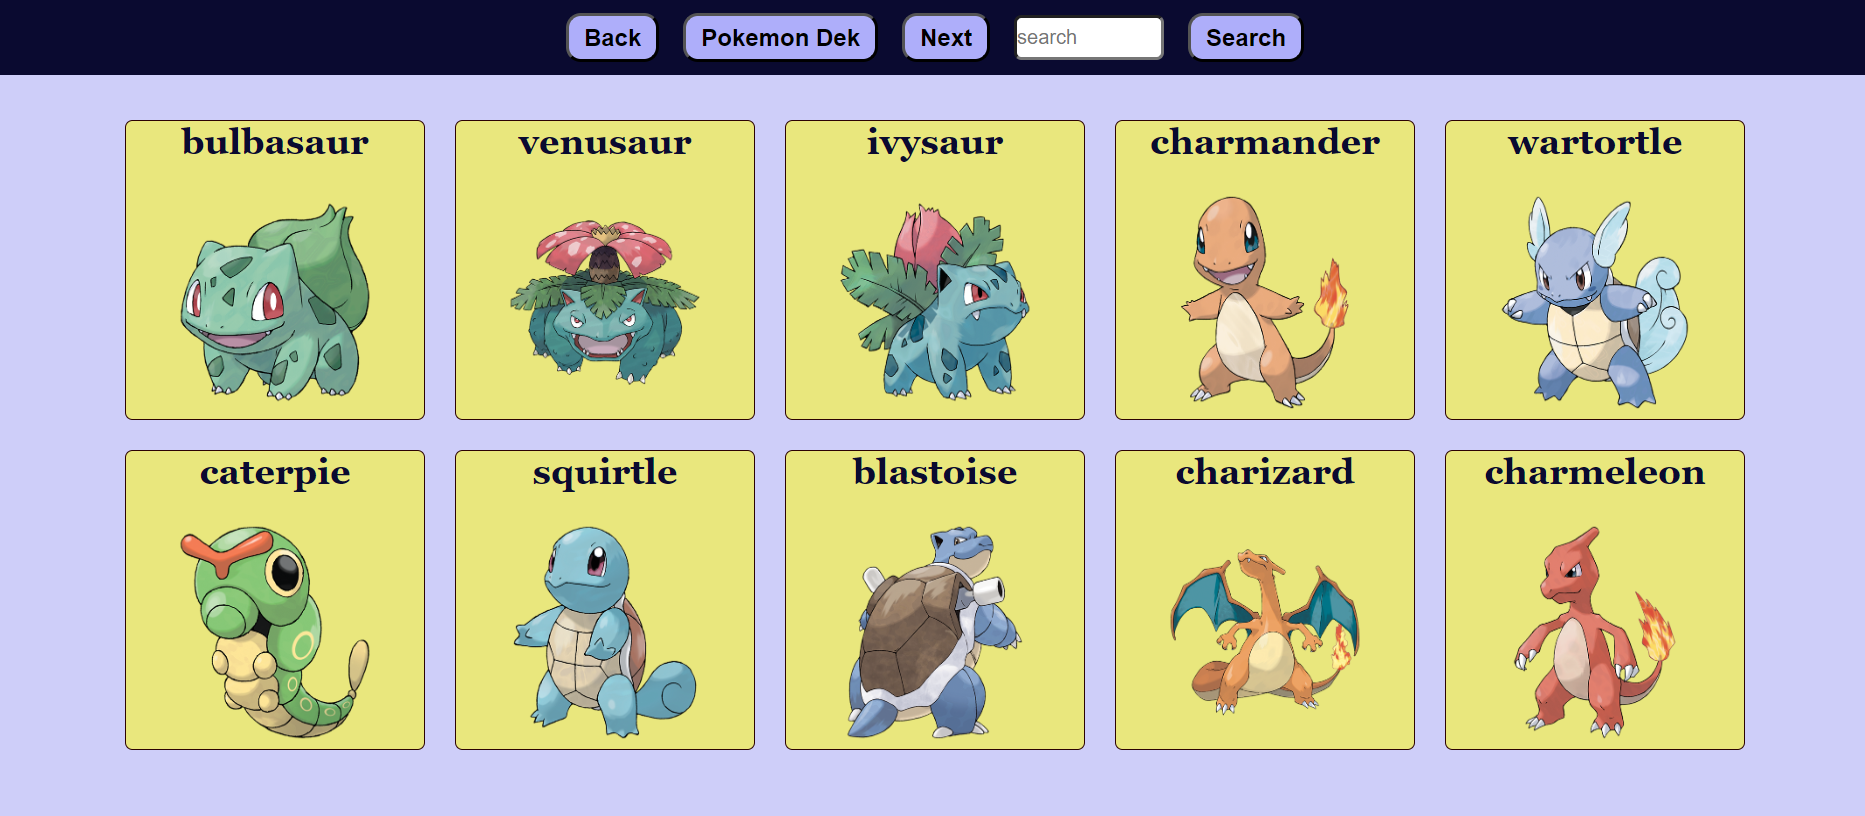 Back
Pokemon Dek
Next
search
Search
bulbasaur
venusaur
ivysaur
charmander
wartortle
caterpie
squirtle
blastoise
charizard
charmeleon